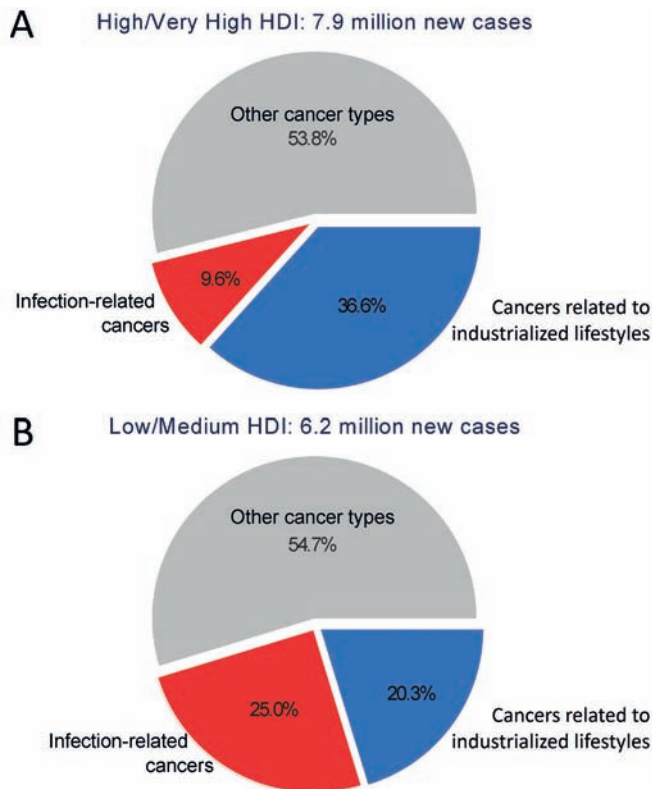 A
High/Very High HDI: 7.9 million new cases
Other cancer types
53.8%
9.6%
Infection-related
cancers
36.6%
Cancers related to
industrialized lifestyles
B
Low/Medium HDI: 6.2 million new cases
Other cancer types
54.7%
25.0%
Infection-related
cancers
20.3%
Cancers related to
industrialized lifestyles